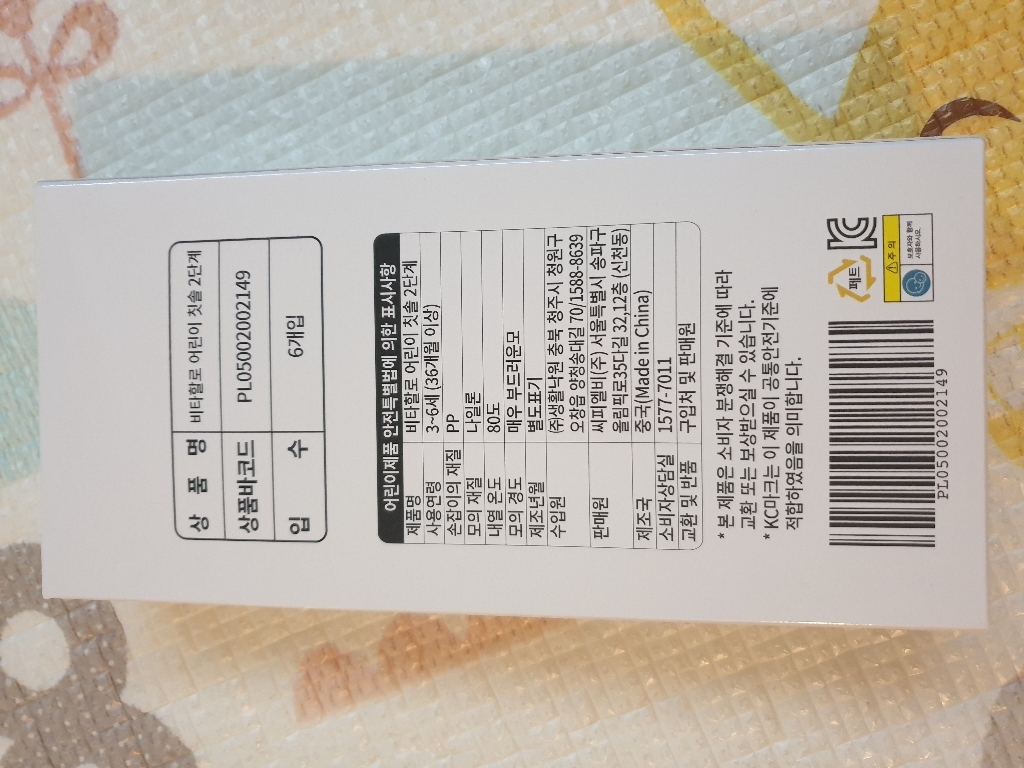 상 품 명 비타할로 어린이 칫솔 2단계
상품바코드 PL05002002149
입 수 6개입
어린이제품 안전특별법에 의한 표시사항
제품명 비타할로 어린이 칫솔 2단계
사용연령 3~6세 (36개월 이상)
손잡이의 재질 PP
모의 재질 나일론
내열 온도 80도
모의 경도 매우 부드러운모
제조년월 별도표기
수입원 ㈜생활낙원 충북 청주시 청원구
오창읍 양청송대길 70/1588-8639
판매원 씨피엘비(주) 서울특별시 송파구
올림픽로35다길 32,12층 (신천동)
제조국 중국(Made in China)
소비자상담실 1577-7011
교환 및 반품 구입처 및 판매원
* 본 제품은 소비자 분쟁해결 기준에 따라
교환 또는 보상받으실 수 있습니다.
* KC마크는 이 제품이 공통안전기준에
적합하였음을 의미합니다.
PL05002002149
페트
KC
주 의
보호자와 함께
사용하시오.